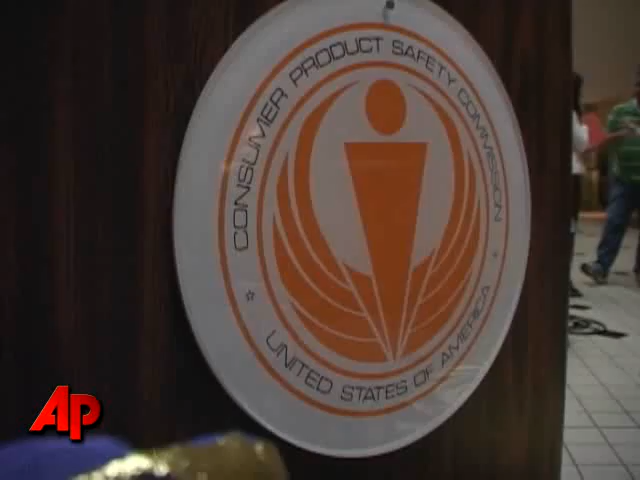 CONSUMER PRODUCT SAFETY COMMISSION
UNITED STATES OF AMERICA
AP